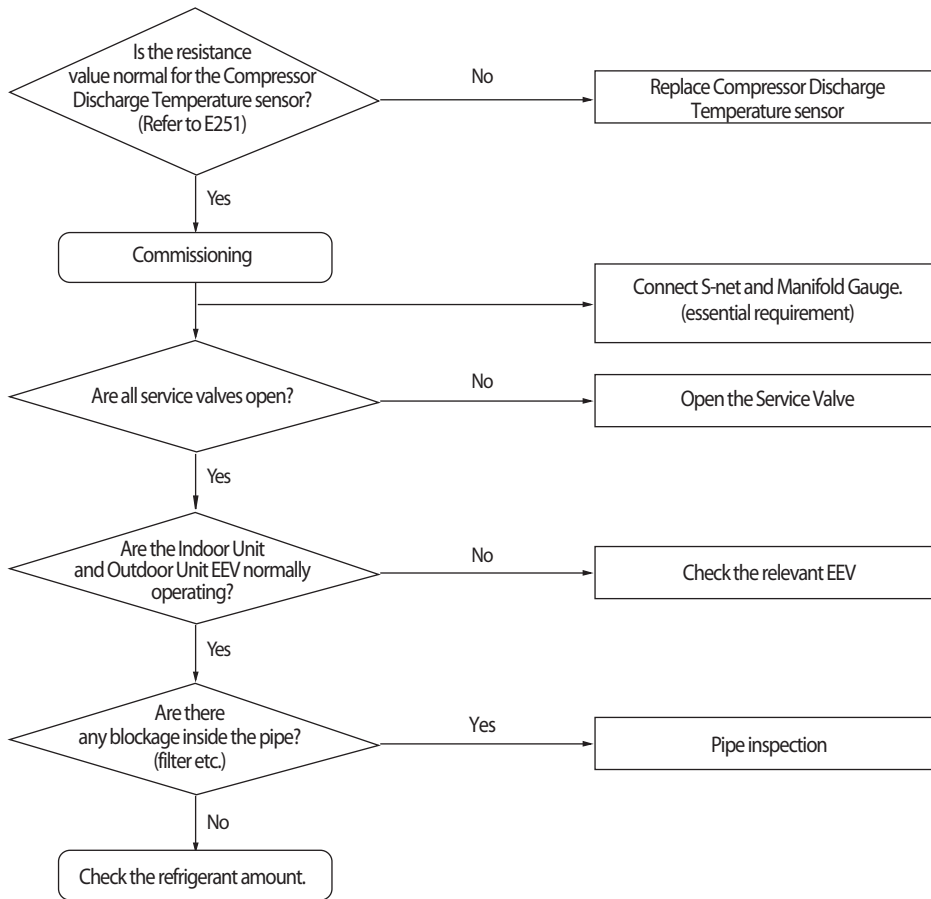 Is the resistance
value normal for the Compressor
Discharge Temperature sensor?
(Refer to E251)
No
Replace Compressor Discharge
Temperature sensor
Yes
Commissioning
Connect S-net and Manifold Gauge.
(essential requirement)
Are all service valves open?
No
Open the Service Valve
Yes
Are the Indoor Unit
and Outdoor Unit EEV normally
operating?
No
Check the relevant EEV
Yes
Are there
any blockage inside the pipe?
(filter etc.)
Yes
Pipe inspection
No
Check the refrigerant amount.